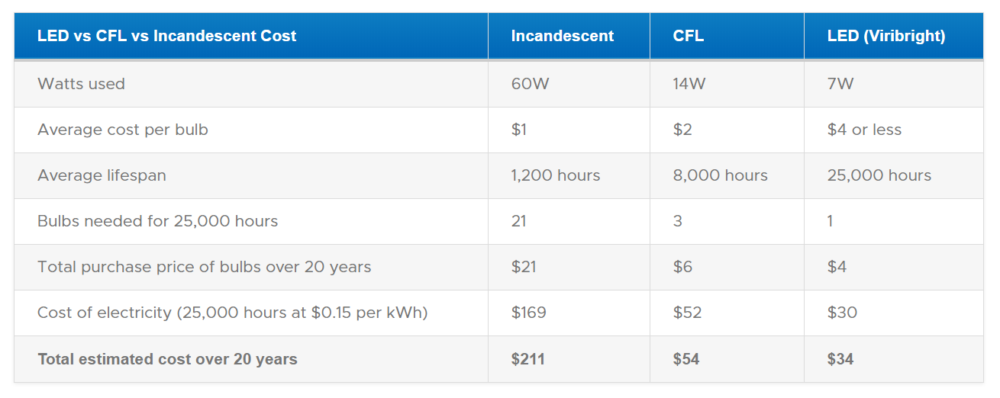 LED vs CFL vs Incandescent Cost Incandescent CFL LED (Viribright)
Watts used 60W 14W 7W
Average cost per bulb $1 $2 $4 or less
Average lifespan 1,200 hours 8,000 hours 25,000 hours
Bulbs needed for 25,000 hours 21 3 1
Total purchase price of bulbs over 20 years $21 $6 $4
Cost of electricity (25,000 hours at $0.15 per kWh) $169 $52 $30
Total estimated cost over 20 years $211 $54 $34